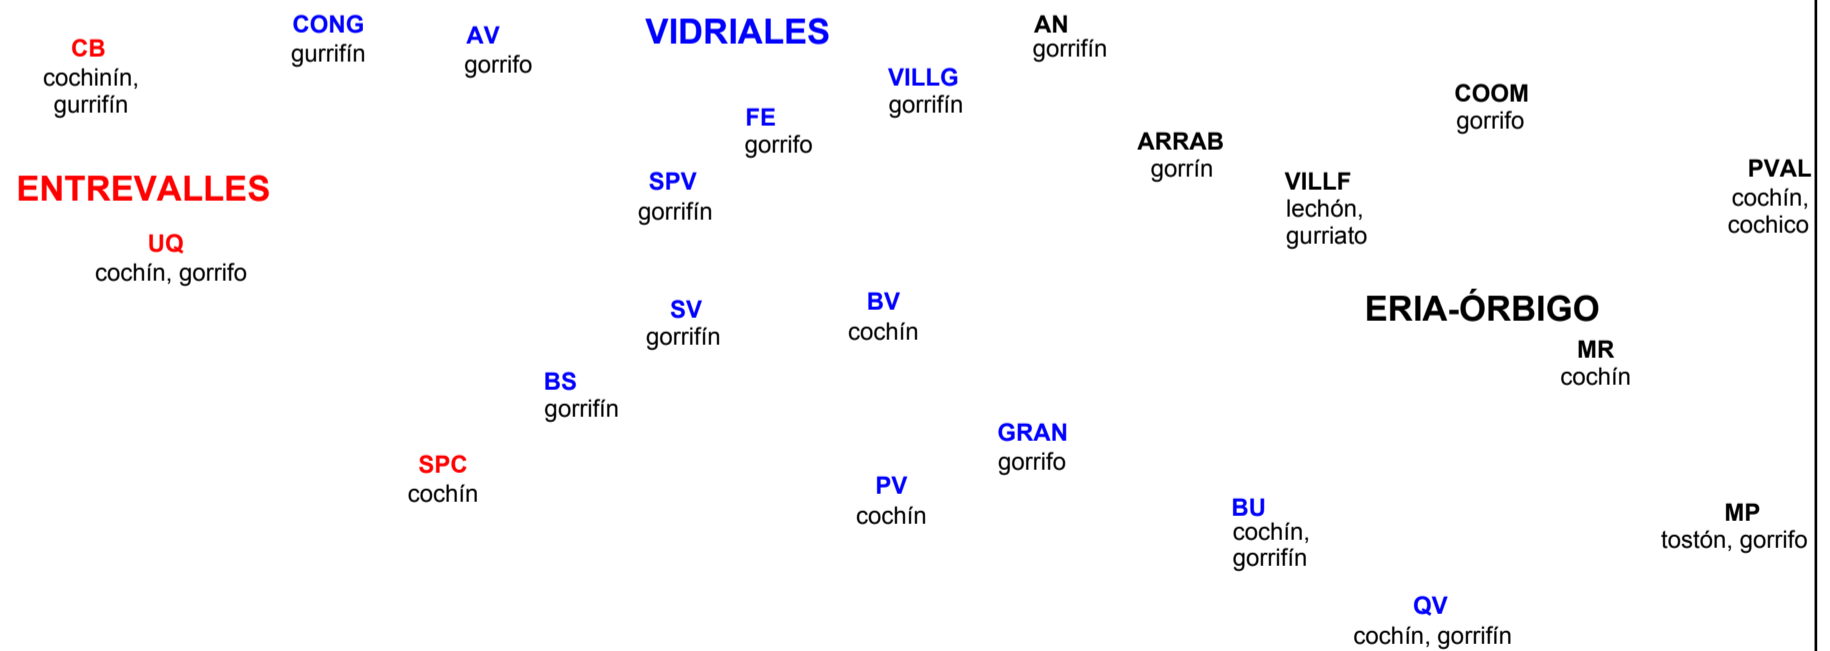 CONG
gurrifín
AV
gorrifo
VIDRIALES
AN
gorrifín
CB
cochinín,
gurrifín
VILLG
gorrifín
COOM
gorrifo
FE
gorrifo
ARRAB
gorrín
PVAL
cochín,
cochico
ENTREVALLES
SPV
gorrifín
VILLF
lechón,
gurriato
UQ
cochín, gorrifo
SV
gorrifín
BV
cochín
ERIA-ÓRBIGO
MR
cochín
BS
gorrifín
GRAN
gorrifo
SPC
cochín
PV
cochín
BU
cochín,
gorrifín
MP
tostón, gorrifo
QV
cochín, gorrifín